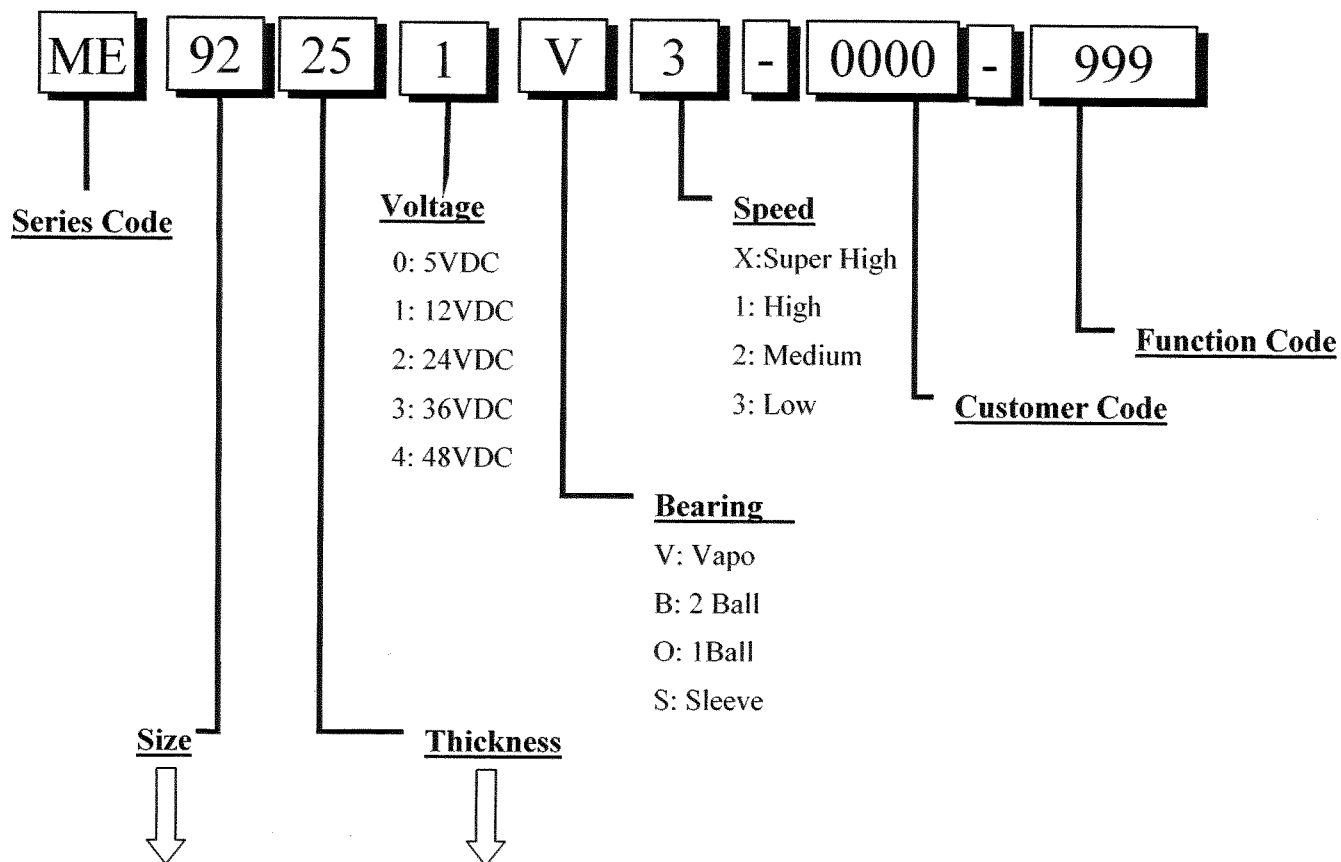 ME 92 25 1 V 3 - 0000 - 999
Series Code
Voltage
0: 5VDC
1: 12VDC
2: 24VDC
3: 36VDC
4: 48VDC
Speed
X:Super High
1: High
2: Medium
3: Low
Function Code
Customer Code
Bearing
V: Vapo
B: 2 Ball
O: 1Ball
S: Sleeve
Size
Thickness